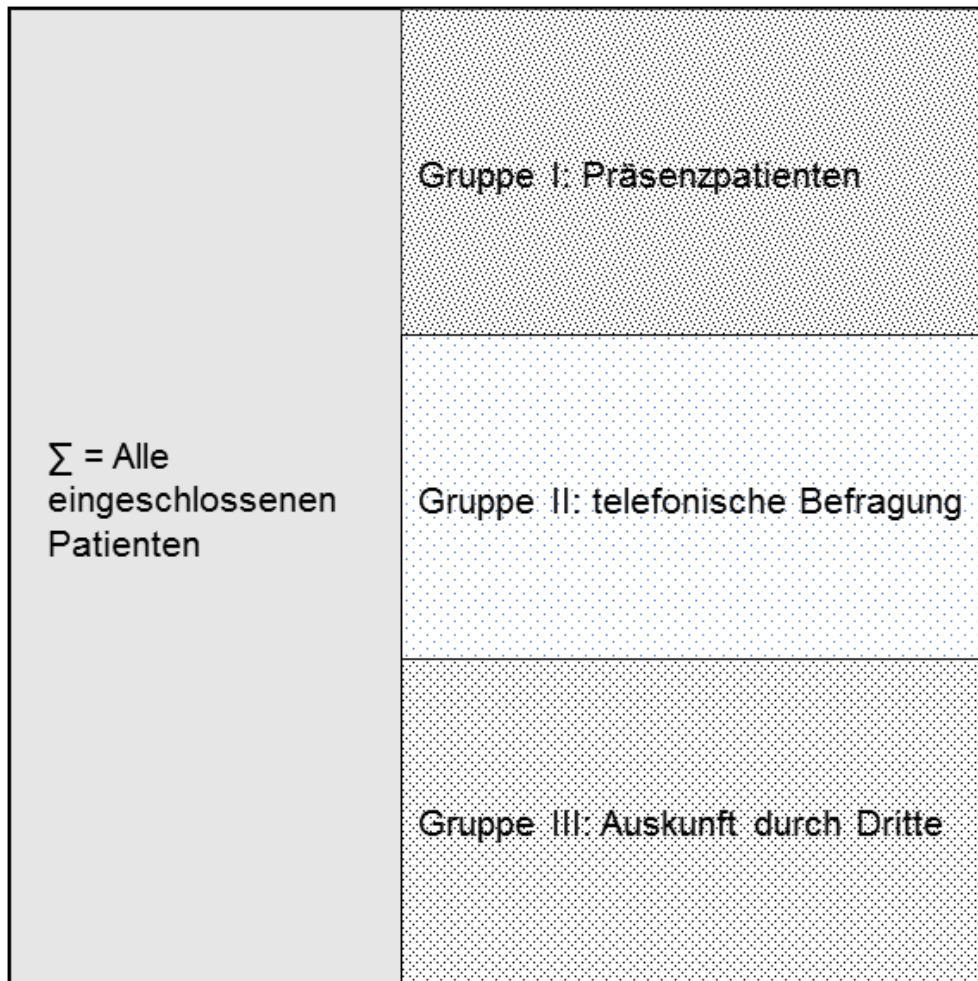 ∑ = Alle
eingeschlossenen
Patienten
Gruppe I: Präsenzpatienten
Gruppe II: telefonische Befragung
Gruppe III: Auskunft durch Dritte